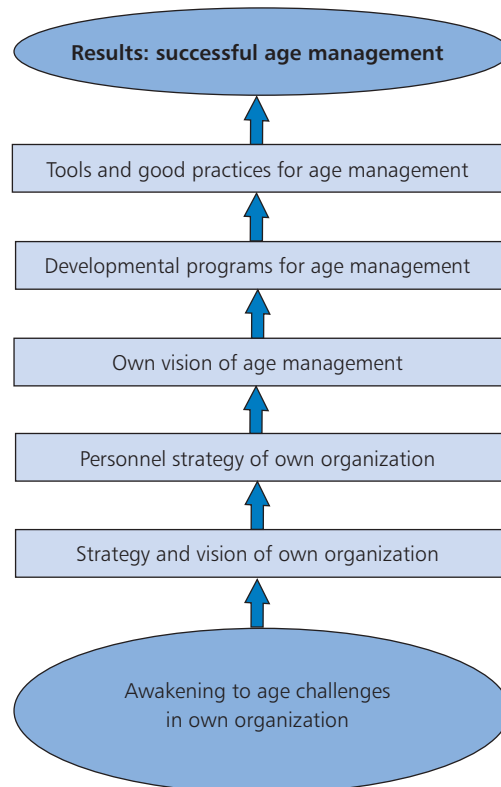 Results: successful age management
Tools and good practices for age management
Developmental programs for age management
Own vision of age management
Personnel strategy of own organization
Strategy and vision of own organization
Awakening to age challenges
in own organization